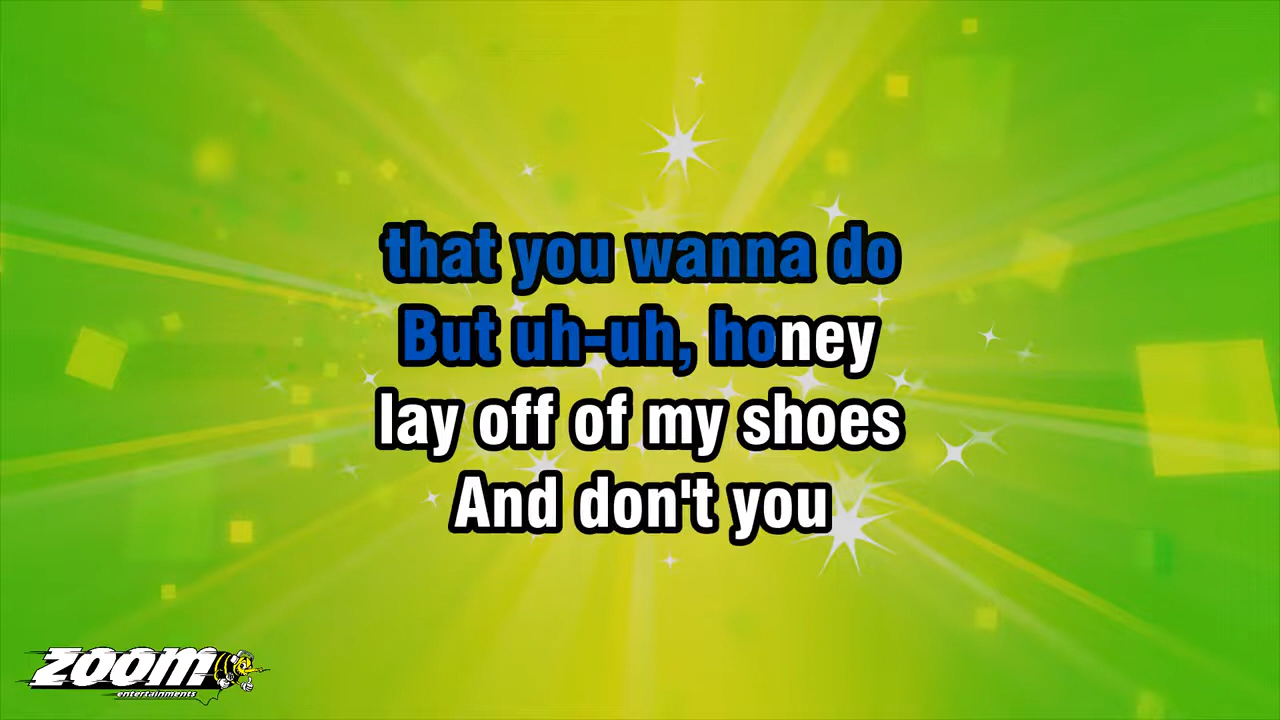 that you wanna do
But uh-uh, honey
lay off of my shoes
And don't you
zoom
entertainments